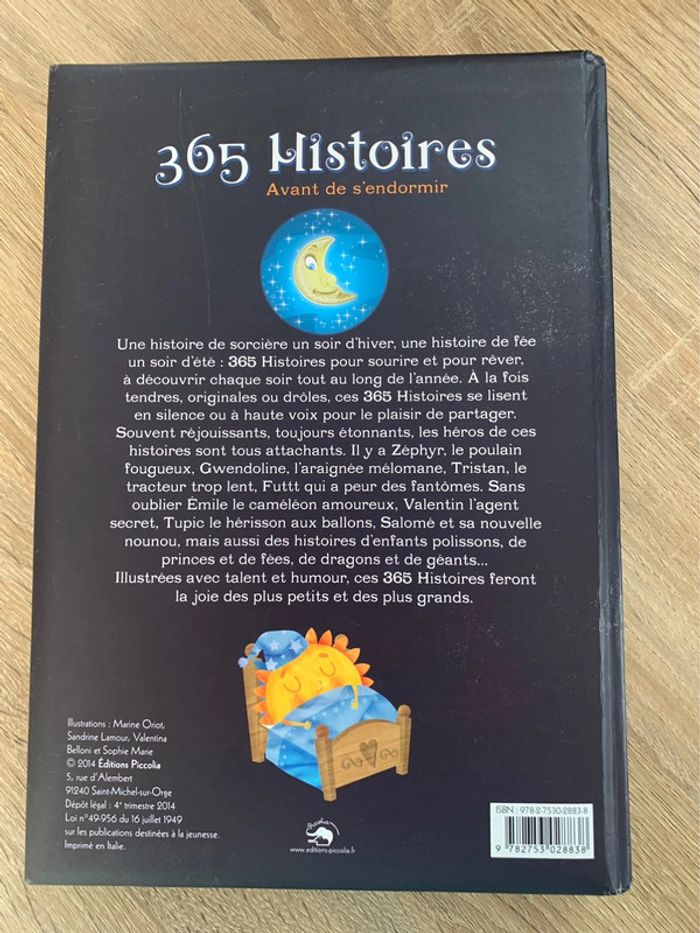 365 Histoires
Avant de s'endormir
Une histoire de sorcière un soir d'hiver, une histoire de fée
un soir d'été : 365 Histoires pour sourire et pour rêver,
à découvrir chaque soir tout au long de l'année. À la fois
tendres, originales ou drôles, ces 365 Histoires se lisent
en silence ou à haute voix pour le plaisir de partager.
Souvent réjouissants, toujours étonnants, les héros de ces
histoires sont tous attachants. Il y a Zéphyr, le poulain
fougueux, Gwendoline, l'araignée mélomane, Tristan, le
tracteur trop lent, Futtt qui a peur des fantômes. Sans
oublier Émile le caméléon amoureux, Valentin l'agent
secret, Tupic le hérisson aux ballons, Salomé et sa nouvelle
nounou, mais aussi des histoires d'enfants polissons, de
princes et de fées, de dragons et de géants...
Illustrées avec talent et humour, ces 365 Histoires feront
la joie des plus petits et des plus grands.
Illustrations : Marine Oriot,
Sandrine Lamour, Valentina
Belloni et Sophie Marie
© 2014 Éditions Piccolia
5, rue d'Alembert
91240 Saint-Michel-sur-Orge
Dépôt légal : 4e trimestre 2014
Loi n°49-956 du 16 juillet 1949
sur les publications destinées à la jeunesse.
Imprimé en Italie.
Piccolia
www.editions-piccolia.fr
ISBN : 978-2-7530-2883-8
9 782753 028838